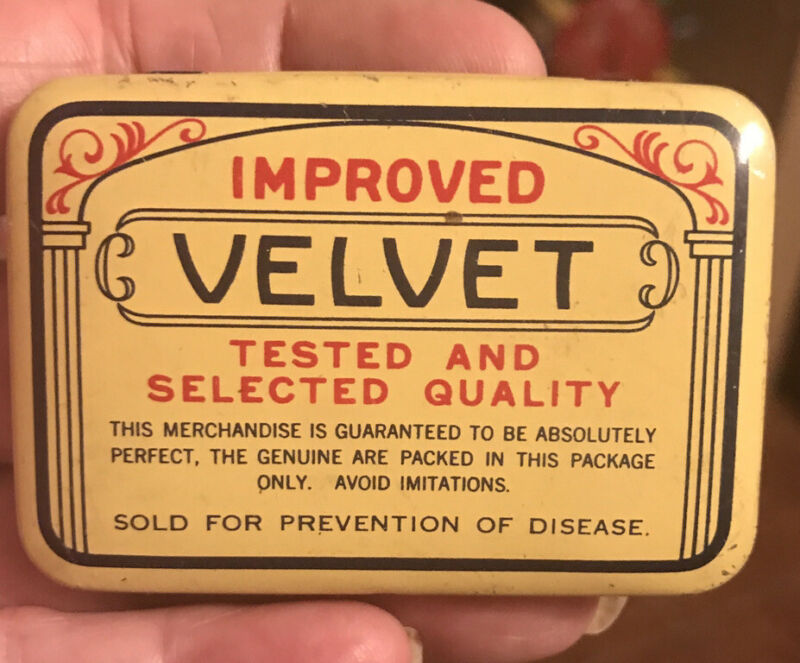 IMPROVED
VELVET
TESTED AND
SELECTED QUALITY
THIS MERCHANDISE IS GUARANTEED TO BE ABSOLUTELY
PERFECT, THE GENUINE ARE PACKED IN THIS PACKAGE
ONLY. AVOID IMITATIONS.
SOLD FOR PREVENTION OF DISEASE.